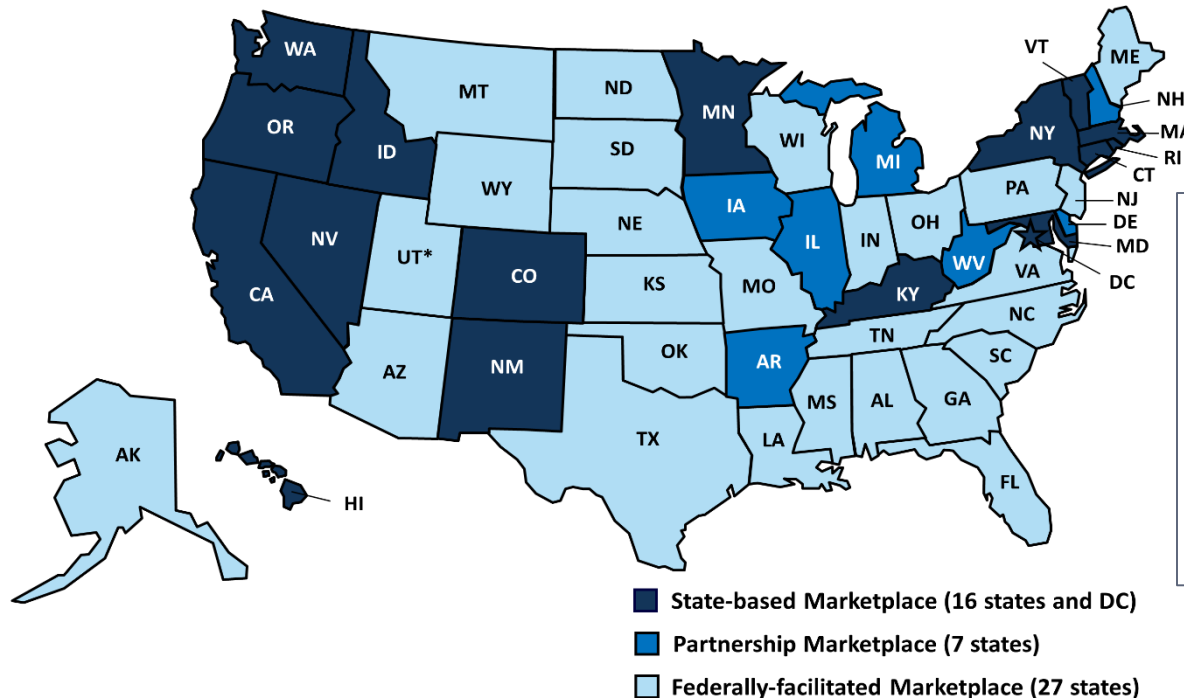 WA
MT
ND
MN
VT
ME
NH
OR
ID
SD
WI
MI
NY
MA
RI
CT
WY
IA
PA
NJ
NV
UT*
NE
IL
IN
OH
DE
MD
CA
CO
KS
MO
WV
VA
DC
KY
NC
AZ
NM
OK
AR
TN
SC
MS
AL
GA
TX
LA
AK
HI
FL
State-based Marketplace (16 states and DC)
Partnership Marketplace (7 states)
Federally-facilitated Marketplace (27 states)